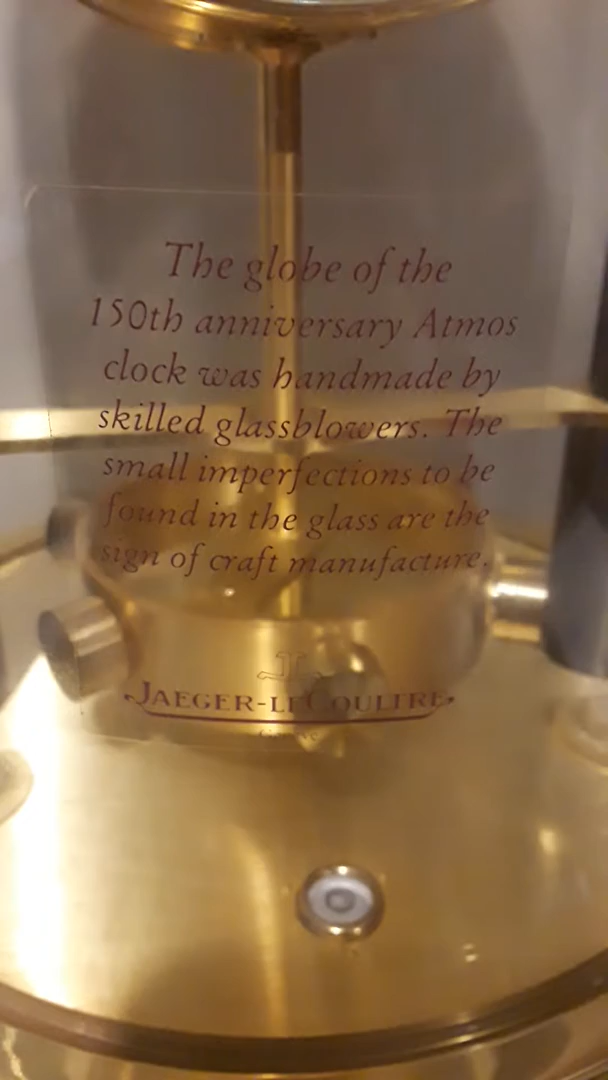 The globe of the
150th anniversary Atmos
clock was handmade by
skilled glassblowers. The
small imperfections to be
found in the glass are the
sign of craft manufacture.
JAEGER-LECOULTRE